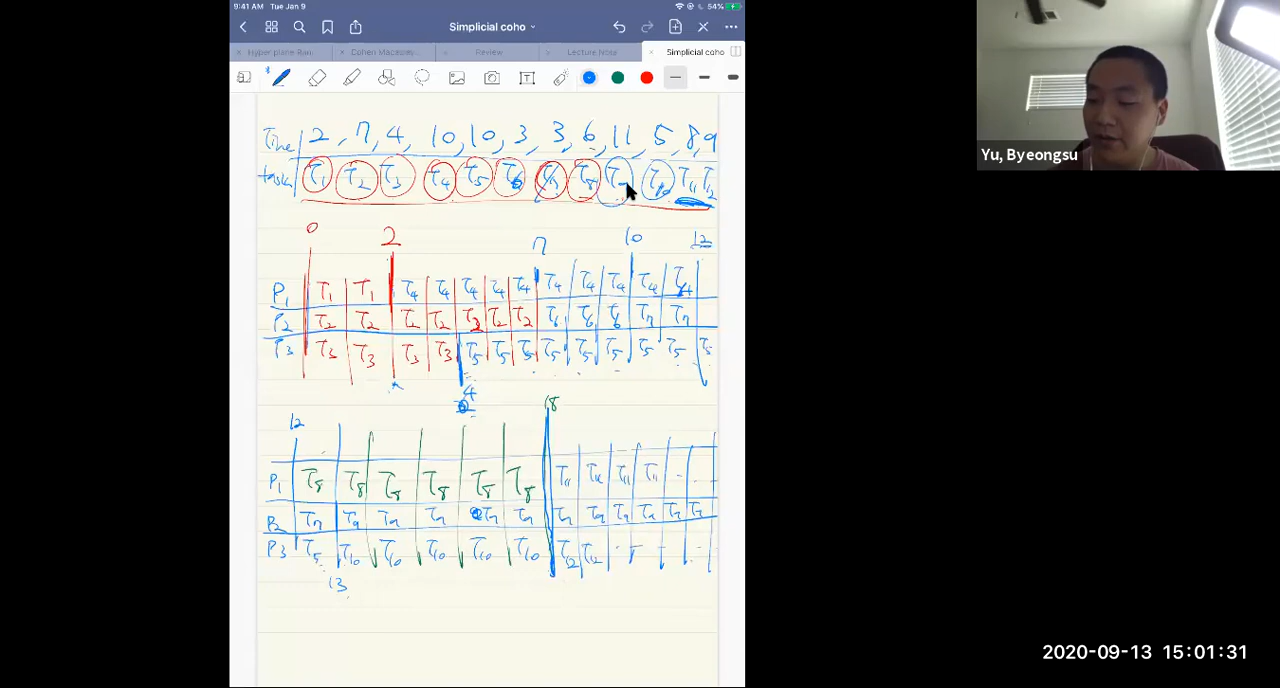 9:41 AM Tue Jan 9
54%
Simplicial coho
Hyper plane Ran
Cohen Macaula
Review
Lecture Note
Simplicial coho
Time 2, 7, 4, 10, 10, 3, 3, 6, 11, 5, 8, 9
task T1 T2 T3 T4 T5 T6 T7 T8 T9 T10 T11 T12
0 2 7 10 12
P1 T1 T1 T4 T4 T4 T4 T4 T4 T4 T4 T4 T4
P2 T2 T2 T2 T2 T2 T2 T2 T6 T6 T6 T7 T7
P3 T3 T3 T3 T3 T5 T5 T5 T5 T5 T5 T5 T5 T5
4
12 18
P1 T8 T8 T8 T8 T8 T8 T11 T11 T11 T11
P2 T7 T9 T9 T9 T9 T9 T9 T9 T9 T9 T9 T9
P3 T5 T10 T10 T10 T10 T10 T12 T12
13
Yu, Byeongsu
2020-09-13 15:01:31